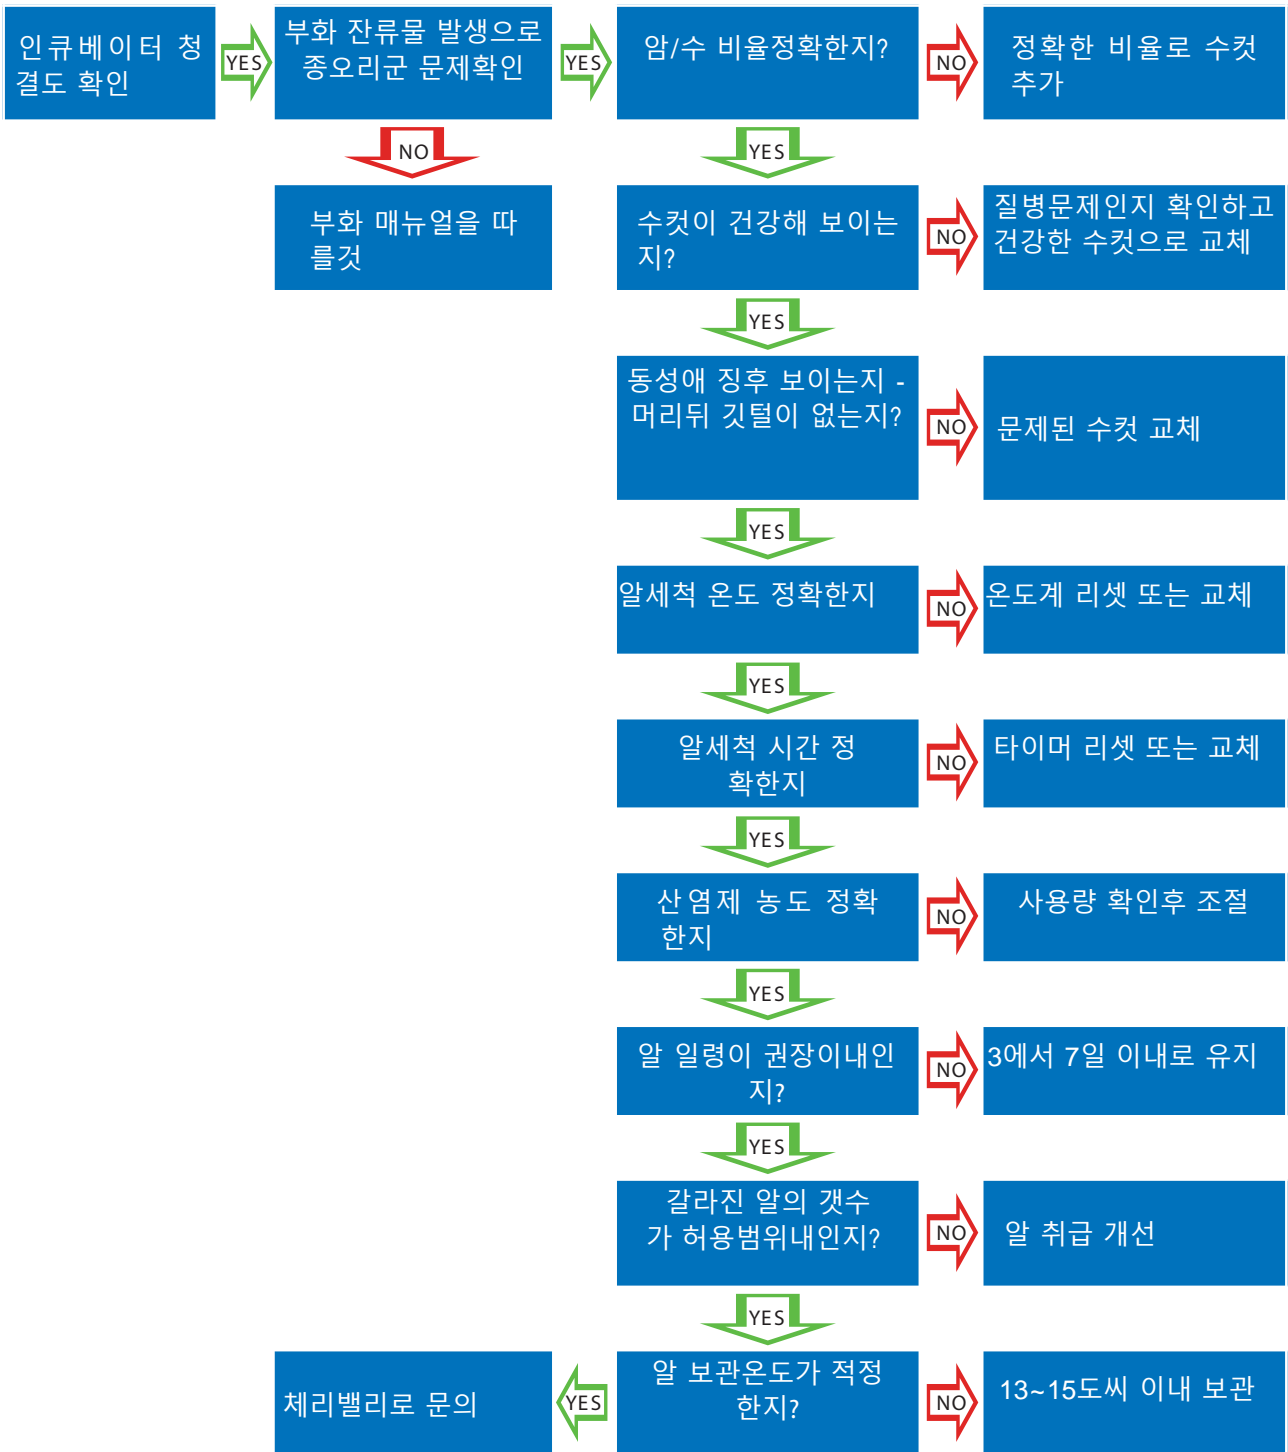 인큐베이터 청
결도 확인
YES
부화 잔류물 발생으로
종오리군 문제확인
YES
암/수 비율정확한지?
NO
정확한 비율로 수컷
추가
NO
YES
부화 매뉴얼을 따
를것
수컷이 건강해 보이는
지?
NO
질병문제인지 확인하고
건강한 수컷으로 교체
YES
동성애 징후 보이는지 -
머리뒤 깃털이 없는지?
NO
문제된 수컷 교체
YES
알세척 온도 정확한지
NO
온도계 리셋 또는 교체
YES
알세척 시간 정
확한지
NO
타이머 리셋 또는 교체
YES
산염제 농도 정확
한지
NO
사용량 확인후 조절
YES
알 일령이 권장이내인
지?
NO
3에서 7일 이내로 유지
YES
갈라진 알의 갯수
가 허용범위내인지?
NO
알 취급 개선
YES
체리밸리로 문의
YES
알 보관온도가 적정
한지?
NO
13~15도씨 이내 보관